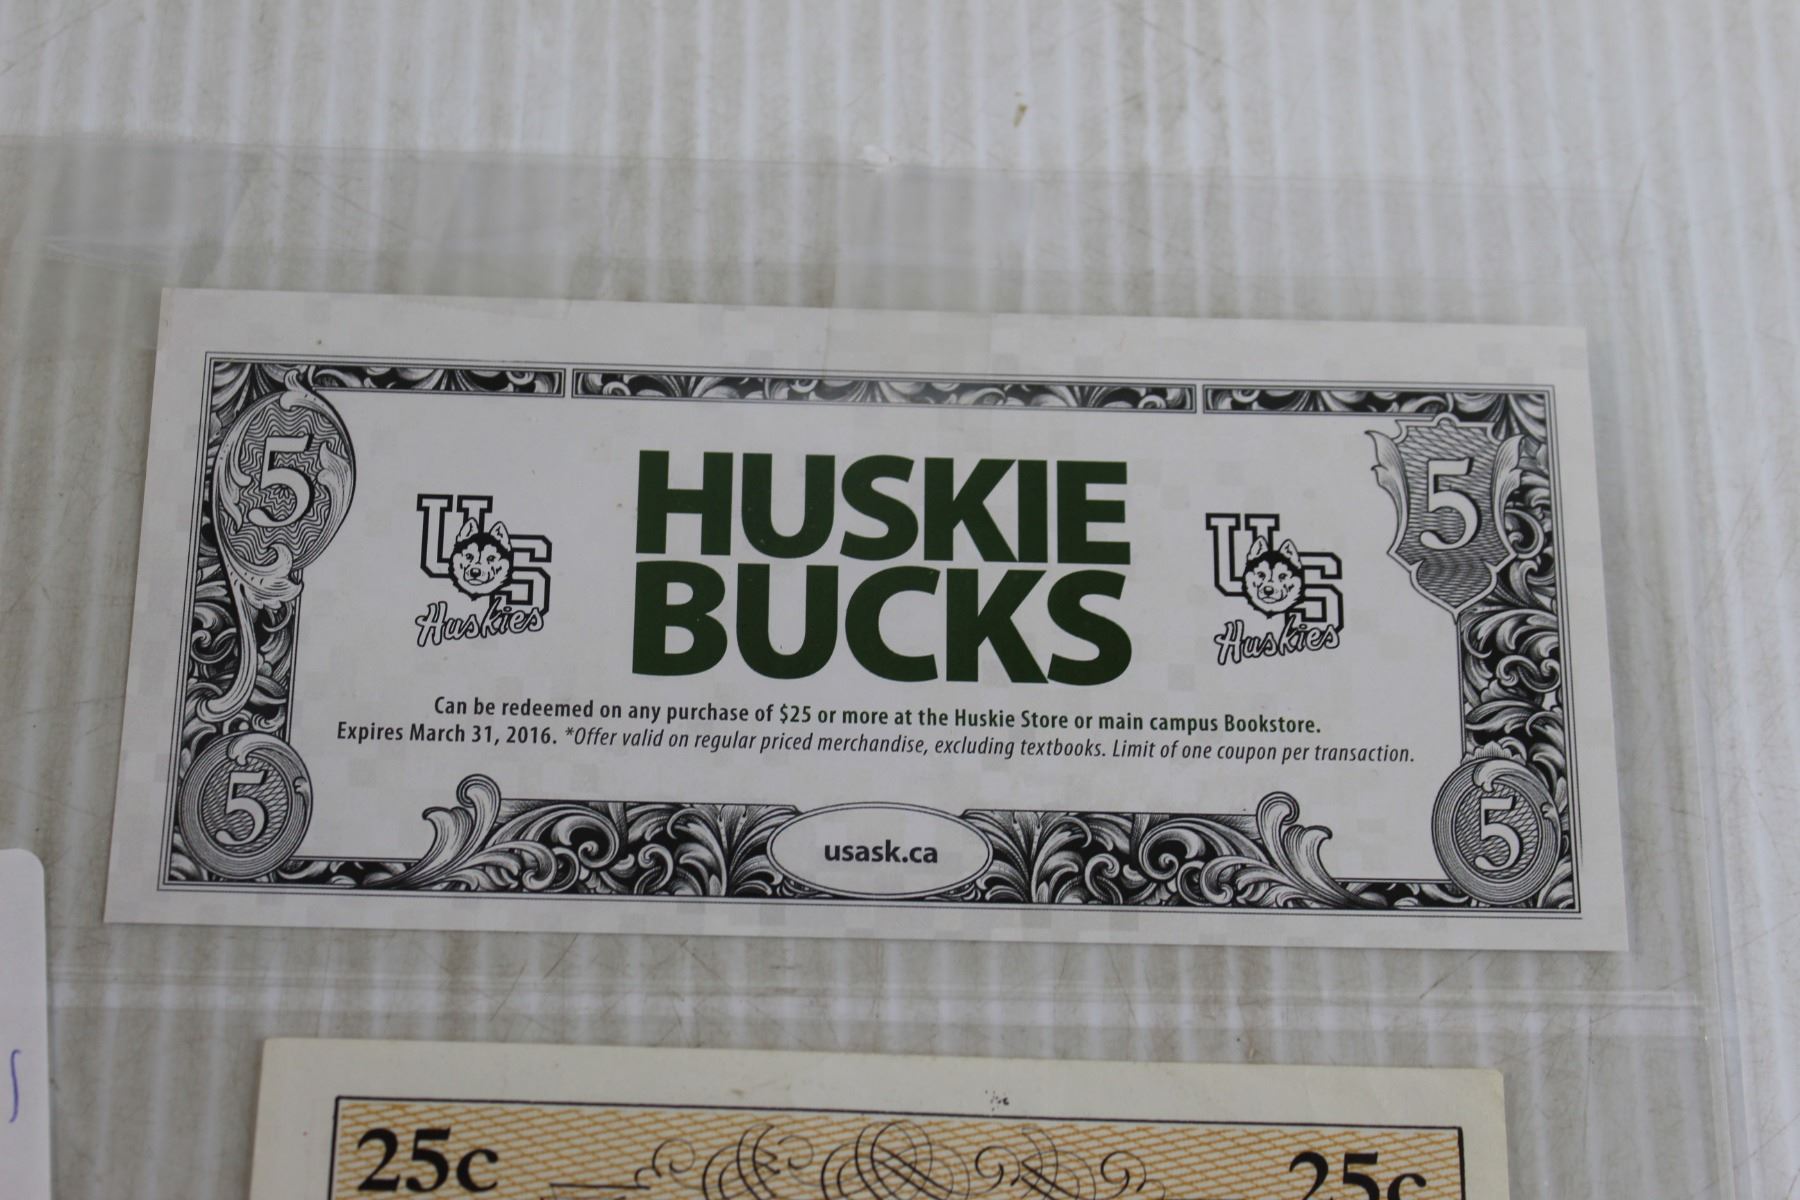 5
5
HUSKIE
BUCKS
US
Huskies
US
Huskies
Can be redeemed on any purchase of $25 or more at the Huskie Store or main campus Bookstore.
Expires March 31, 2016. *Offer valid on regular priced merchandise, excluding textbooks. Limit of one coupon per transaction.
5
usask.ca
5
25c
25c